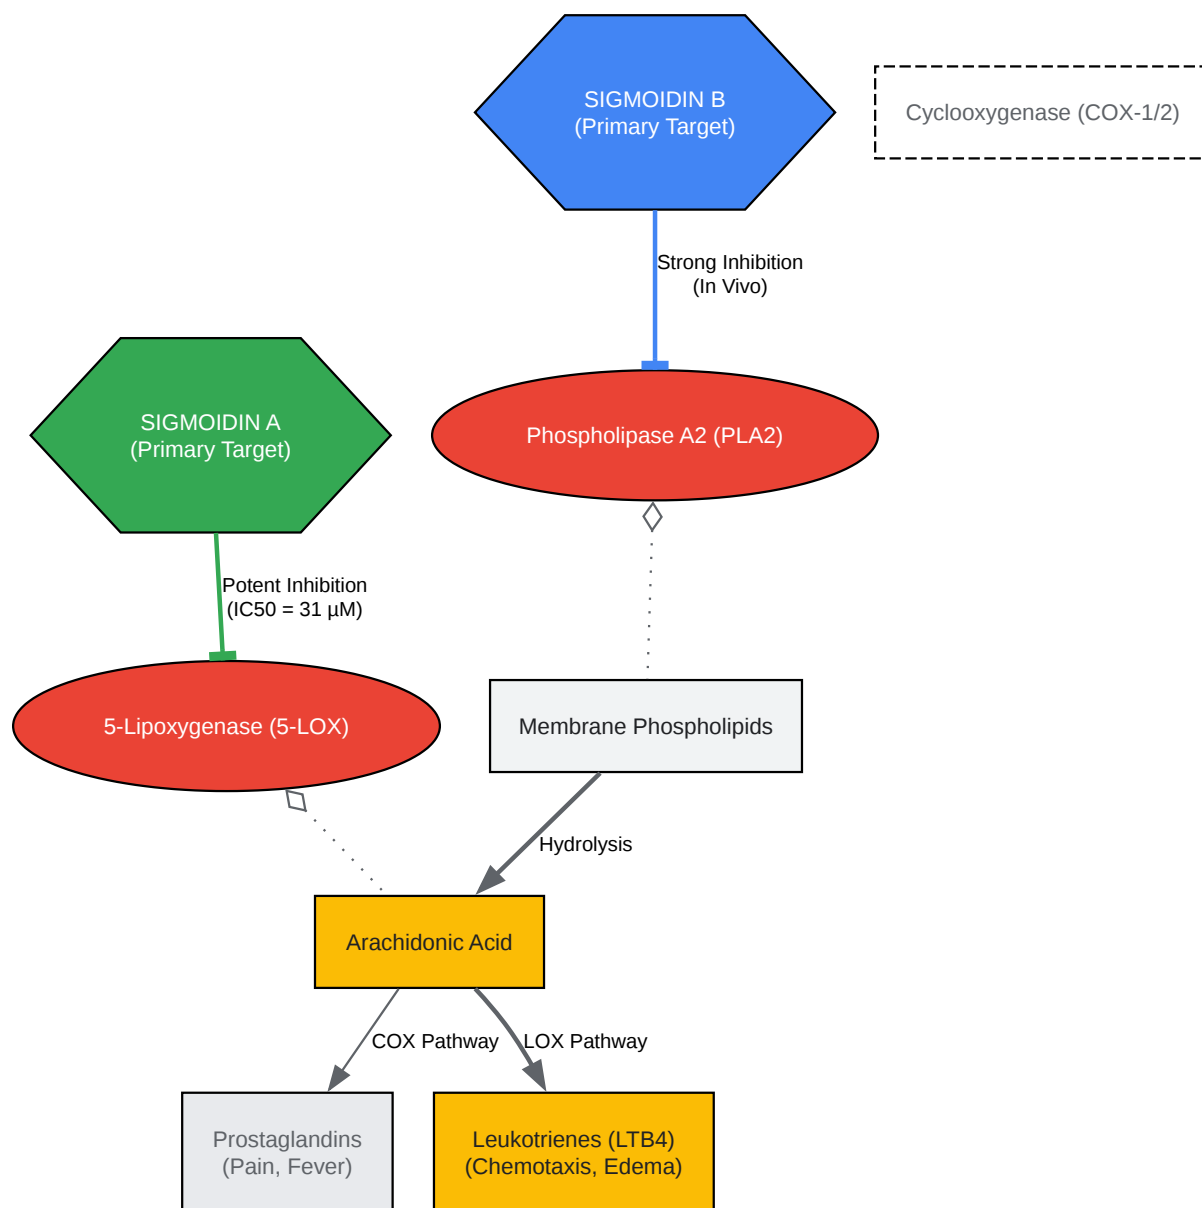 SIGMOIDIN B
(Primary Target)
Cyclooxygenase (COX-1/2)
Strong Inhibition
(In Vivo)
SIGMOIDIN A
(Primary Target)
Phospholipase A2 (PLA2)
Potent Inhibition
(IC50 = 31 µM)
5-Lipoxygenase (5-LOX)
Membrane Phospholipids
Hydrolysis
Arachidonic Acid
COX Pathway
LOX Pathway
Prostaglandins
(Pain, Fever)
Leukotrienes (LTB4)
(Chemotaxis, Edema)